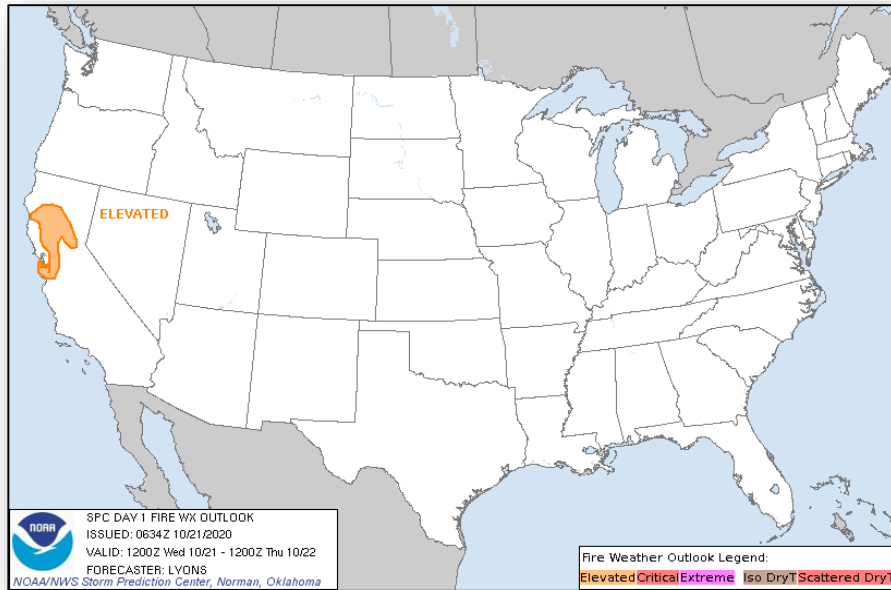 ELEVATED
NOAA
SPC DAY 1 FIRE WX OUTLOOK
ISSUED: 0634Z 10/21/2020
VALID: 1200Z Wed 10/21 - 1200Z Thu 10/22
FORECASTER: LYONS
NOAA/NWS Storm Prediction Center, Norman, Oklahoma
Fire Weather Outlook Legend:
Elevated Critical Extreme Iso DryT Scattered DryT